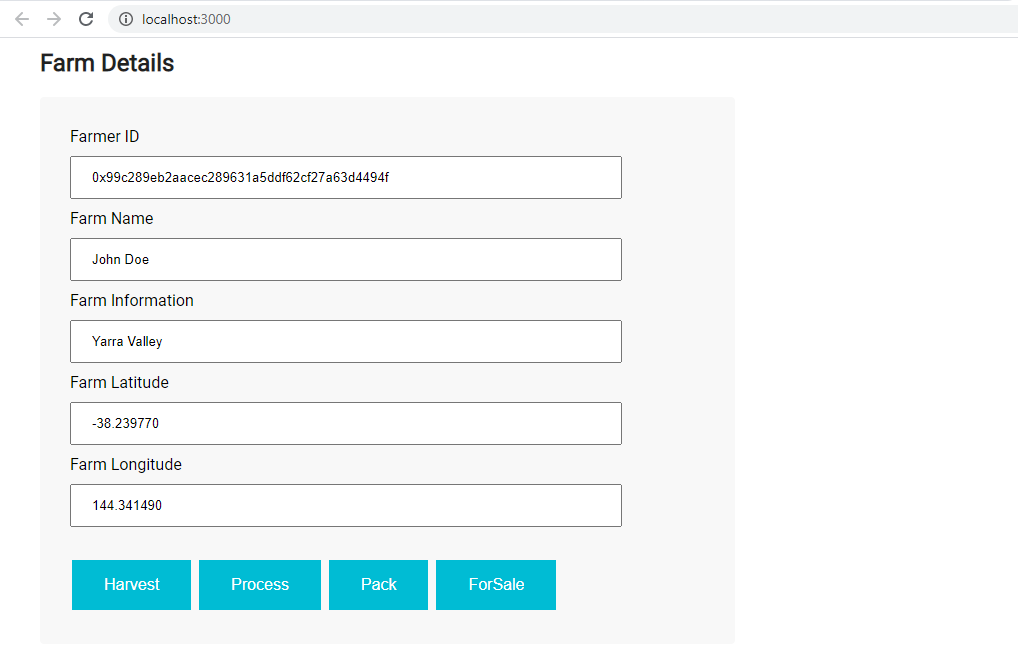 localhost:3000
Farm Details
Farmer ID
0x99c289eb2aacec289631a5ddf62cf27a63d4494f
Farm Name
John Doe
Farm Information
Yarra Valley
Farm Latitude
-38.239770
Farm Longitude
144.341490
Harvest Process Pack ForSale